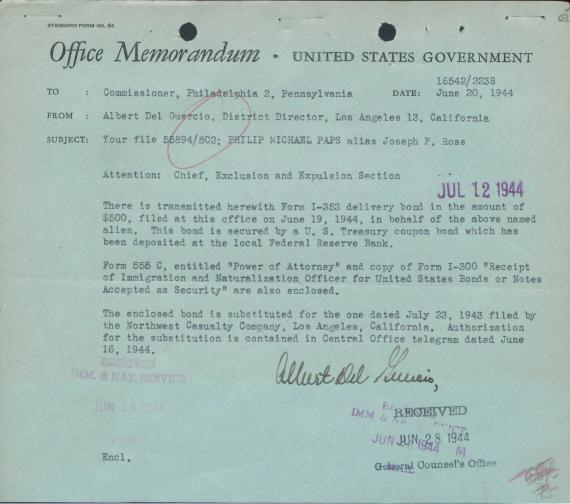 STANDARD FORM NO. 64
Office Memorandum • UNITED STATES GOVERNMENT
16542/2238
TO : Commissioner, Philadelphia 2, Pennsylvania DATE: June 20, 1944
FROM : Albert Del Guercio, District Director, Los Angeles 13, California
SUBJECT: Your file 55894/502; PHILIP MICHAEL PAPS alias Joseph P. Ross
Attention: Chief, Exclusion and Expulsion Section
JUL 12 1944
There is transmitted herewith Form I-353 delivery bond in the amount of
$500, filed at this office on June 19, 1944, in behalf of the above named
alien. This bond is secured by a U. S. Treasury coupon bond which has
been deposited at the local Federal Reserve Bank.
Form 555 C, entitled "Power of Attorney" and copy of Form I-300 "Receipt
of Immigration and Naturalization Officer for United States Bonds or Notes
Accepted as Security" are also enclosed.
The enclosed bond is substituted for the one dated July 23, 1943 filed by
the Northwest Casualty Company, Los Angeles, California. Authorization
for the substitution is contained in Central Office telegram dated June
16, 1944.
RECEIVED
IMM. & NAT. SERVICE
JUN 26 1944
Albert Del Guercio,
RECEIVED
IMM & NA
JUN 28 1944
JUN 1944 M
General Counsel's Office
Encl.